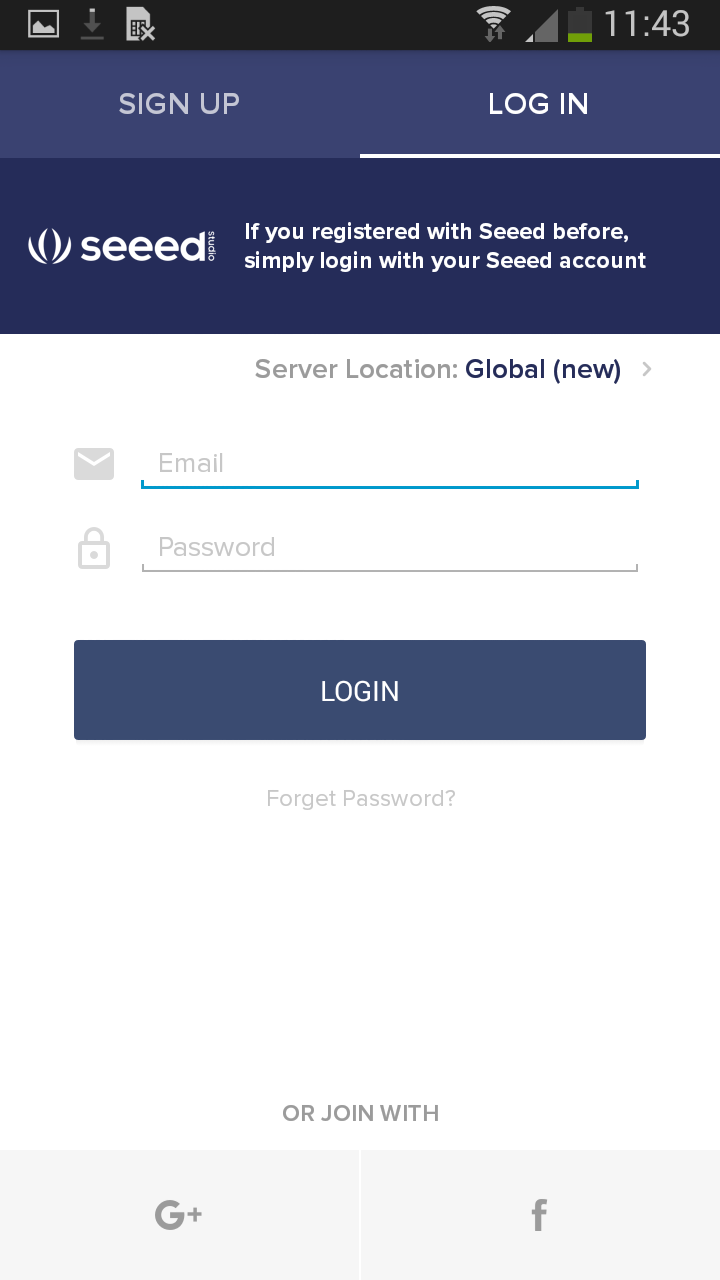 11:43
SIGN UP
LOG IN
seeed studio
If you registered with Seeed before,
simply login with your Seeed account
Server Location: Global (new)
Email
Password
LOGIN
Forget Password?
OR JOIN WITH
G+
f